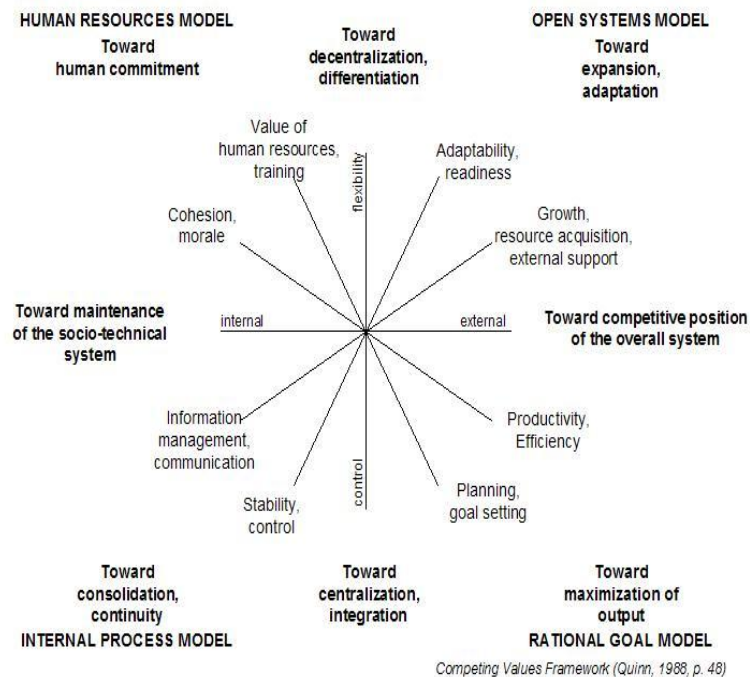 HUMAN RESOURCES MODEL
Toward
human commitment
Toward
decentralization,
differentiation
OPEN SYSTEMS MODEL
Toward
expansion,
adaptation
Value of
human resources,
training
flexibility
Adaptability,
readiness
Cohesion,
morale
Growth,
resource acquisition,
external support
Toward maintenance
of the socio-technical
system
internal
external
Toward competitive position
of the overall system
Information
management,
communication
Productivity,
Efficiency
Stability,
control
control
Planning,
goal setting
Toward
consolidation,
continuity
INTERNAL PROCESS MODEL
Toward
centralization,
integration
Toward
maximization of
output
RATIONAL GOAL MODEL
Competing Values Framework (Quinn, 1988, p. 48)